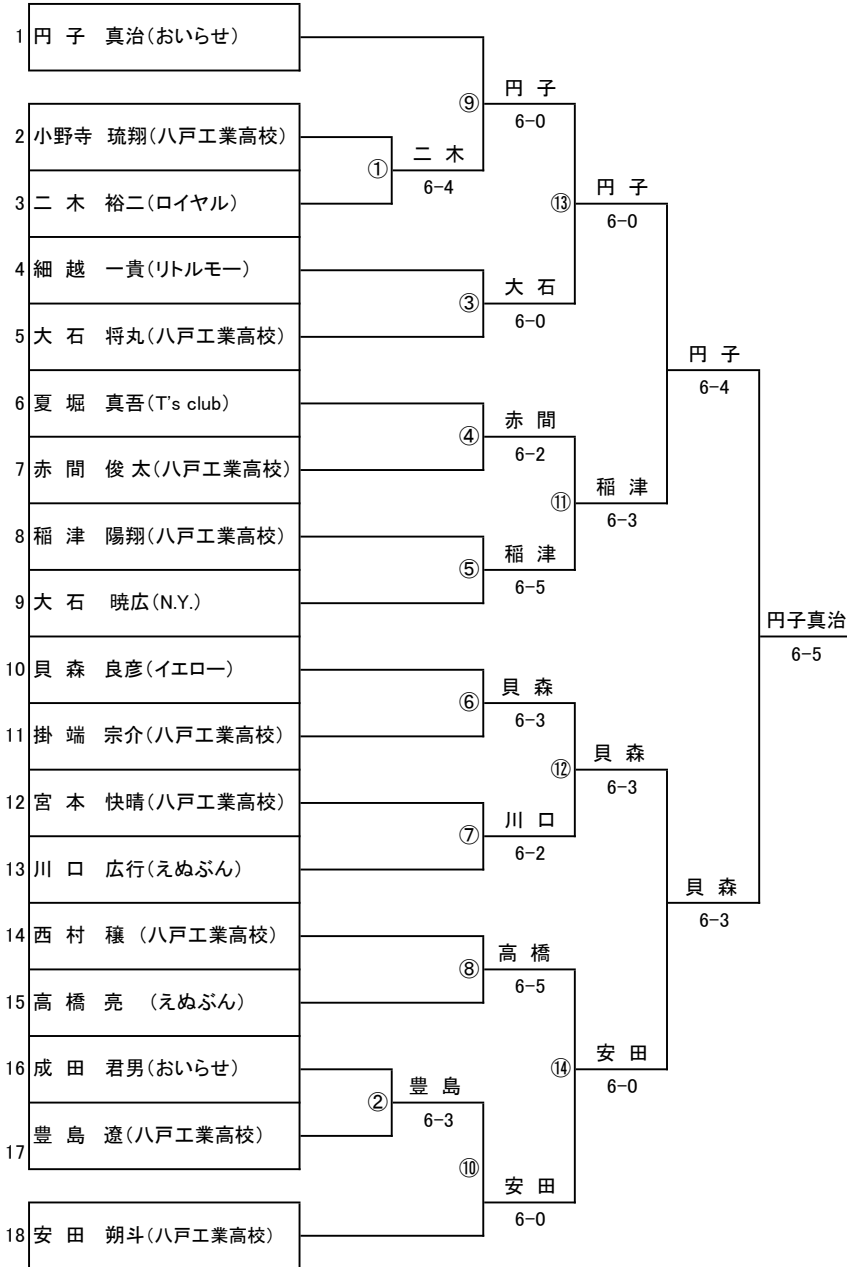 1 円 子 真治(おいらせ)
⑨ 円 子
6-0
2 小野寺 琉翔(八戸工業高校)
① 二 木
6-4
3 二 木 裕二(ロイヤル)
⑬ 円 子
6-0
4 細 越 一貴(リトルモー)
③ 大 石
6-0
5 大 石 将丸(八戸工業高校)
円 子
6-4
6 夏 堀 真吾(T's club)
④ 赤 間
6-2
7 赤 間 俊 太(八戸工業高校)
⑪ 稲 津
6-3
8 稲 津 陽翔(八戸工業高校)
⑤ 稲 津
6-5
9 大 石 暁広(N.Y.)
円子真治
6-5
10 貝 森 良彦(イエロー)
⑥ 貝 森
6-3
11 掛 端 宗介(八戸工業高校)
⑫ 貝 森
6-3
12 宮 本 快晴(八戸工業高校)
⑦ 川 口
6-2
13 川 口 広行(えぬぶん)
貝 森
6-3
14 西 村 穣 (八戸工業高校)
⑧ 高 橋
6-5
15 高 橋 亮 (えぬぶん)
⑭ 安 田
6-0
16 成 田 君男(おいらせ)
② 豊 島
6-3
17 豊 島 遼(八戸工業高校)
⑩ 安 田
6-0
18 安 田 朔斗(八戸工業高校)